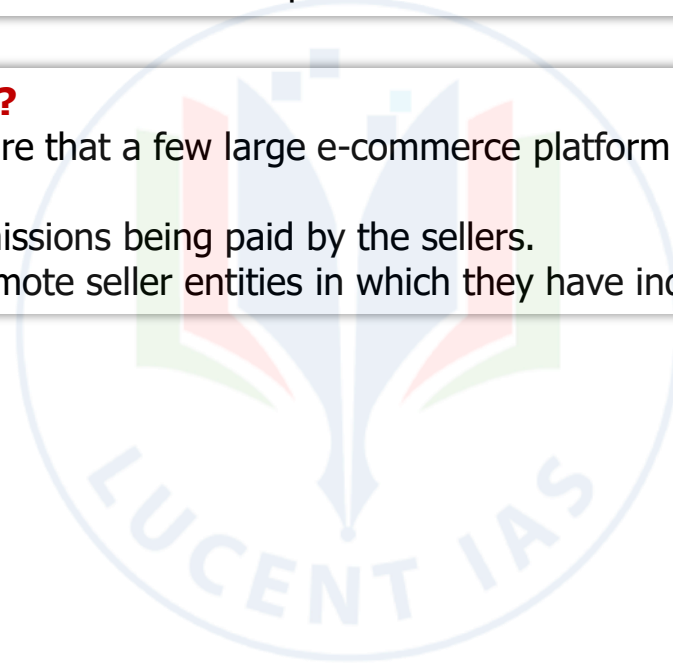 ?
re that a few large e-commerce platform
issions being paid by the sellers.
mote seller entities in which they have
LUCENT IAS